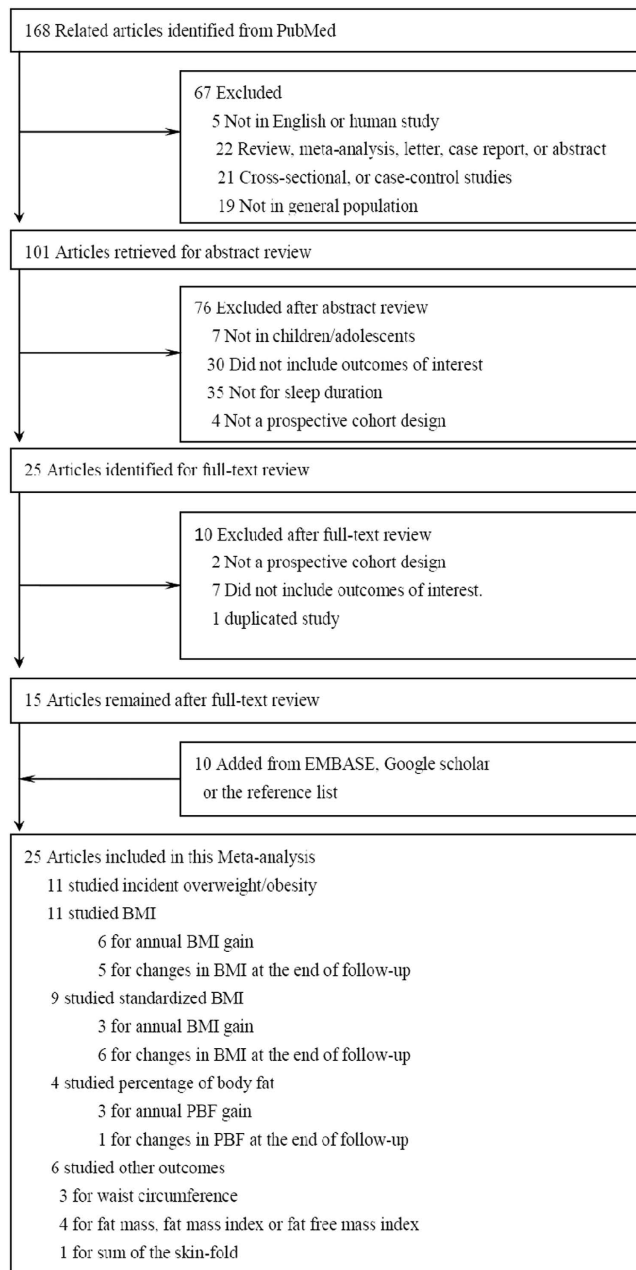 168 Related articles identified from PubMed
67 Excluded
5 Not in English or human study
22 Review, meta-analysis, letter, case report, or abstract
21 Cross-sectional, or case-control studies
19 Not in general population
101 Articles retrieved for abstract review
76 Excluded after abstract review
7 Not in children/adolescents
30 Did not include outcomes of interest
35 Not for sleep duration
4 Not a prospective cohort design
25 Articles identified for full-text review
10 Excluded after full-text review
2 Not a prospective cohort design
7 Did not include outcomes of interest.
1 duplicated study
15 Articles remained after full-text review
10 Added from EMBASE, Google scholar
or the reference list
25 Articles included in this Meta-analysis
11 studied incident overweight/obesity
11 studied BMI
6 for annual BMI gain
5 for changes in BMI at the end of follow-up
9 studied standardized BMI
3 for annual BMI gain
6 for changes in BMI at the end of follow-up
4 studied percentage of body fat
3 for annual PBF gain
1 for changes in PBF at the end of follow-up
6 studied other outcomes
3 for waist circumference
4 for fat mass, fat mass index or fat free mass index
1 for sum of the skin-fold